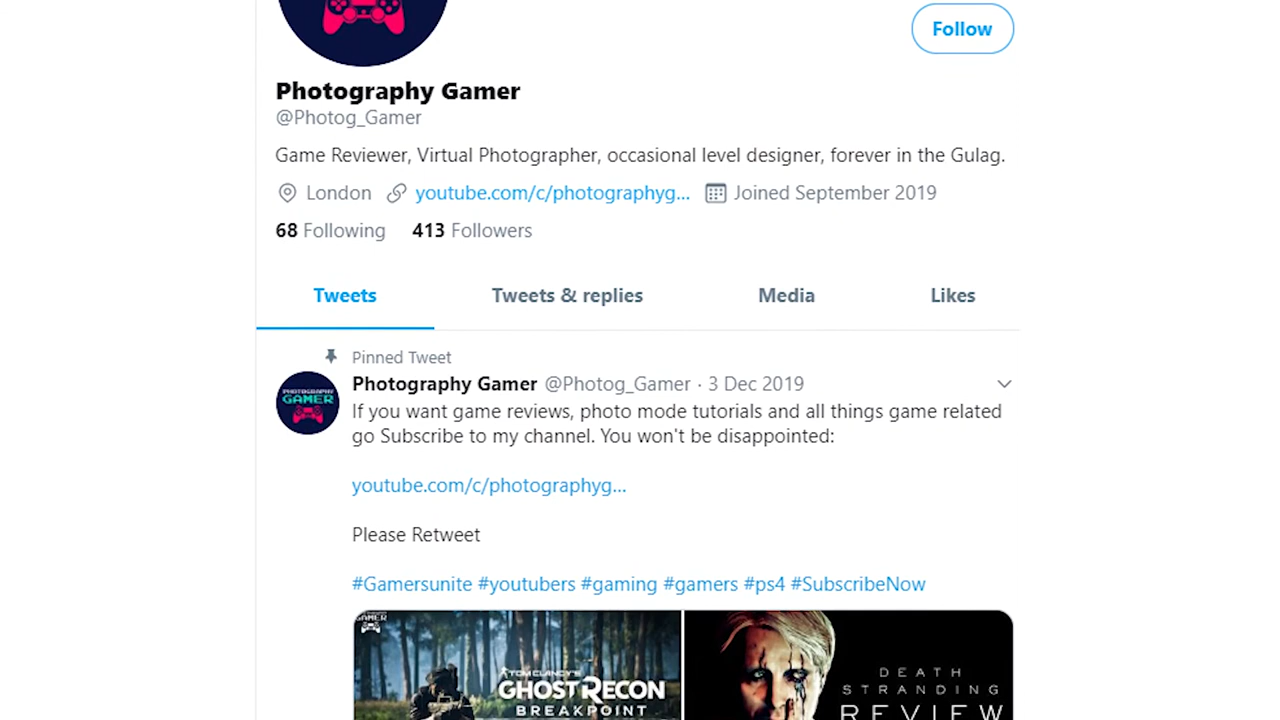 Follow
Photography Gamer
@Photog_Gamer
Game Reviewer, Virtual Photographer, occasional level designer, forever in the Gulag.
London youtube.com/c/photographyg... Joined September 2019
68 Following 413 Followers
Tweets Tweets & replies Media Likes
Pinned Tweet
Photography Gamer @Photog_Gamer · 3 Dec 2019
PHOTOGRAPHY
GAMER
If you want game reviews, photo mode tutorials and all things game related
go Subscribe to my channel. You won't be disappointed:
youtube.com/c/photographyg...
Please Retweet
#Gamersunite #youtubers #gaming #gamers #ps4 #SubscribeNow
GAMER
TOM CLANCY'S
GHOST RECON
BREAKPOINT
DEATH
STRANDING
REVIEW